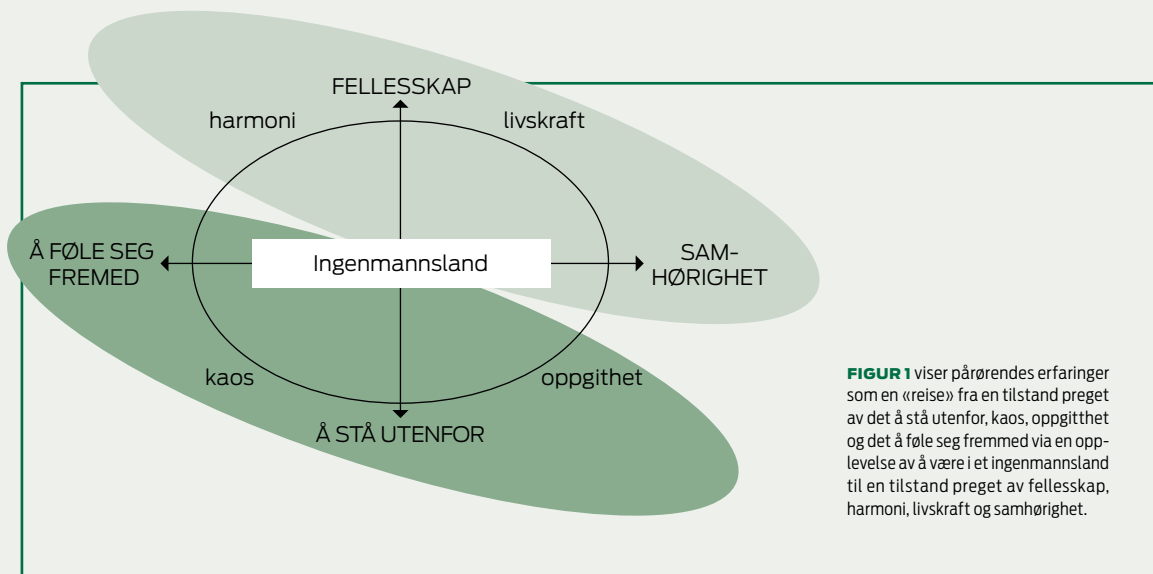 FELLESSKAP
harmoni
livskraft
Å FØLE SEG
FREMED
Ingenmannsland
SAM-
HØRIGHET
kaos
oppgithet
Å STÅ UTENFOR
FIGUR 1 viser pårørendes erfaringer
som en «reise» fra en tilstand preget
av det å stå utenfor, kaos, oppgitthet
og det å føle seg fremmed via en opp-
levelse av å være i et ingenmannsland
til en tilstand preget av fellesskap,
harmoni, livskraft og samhørighet.